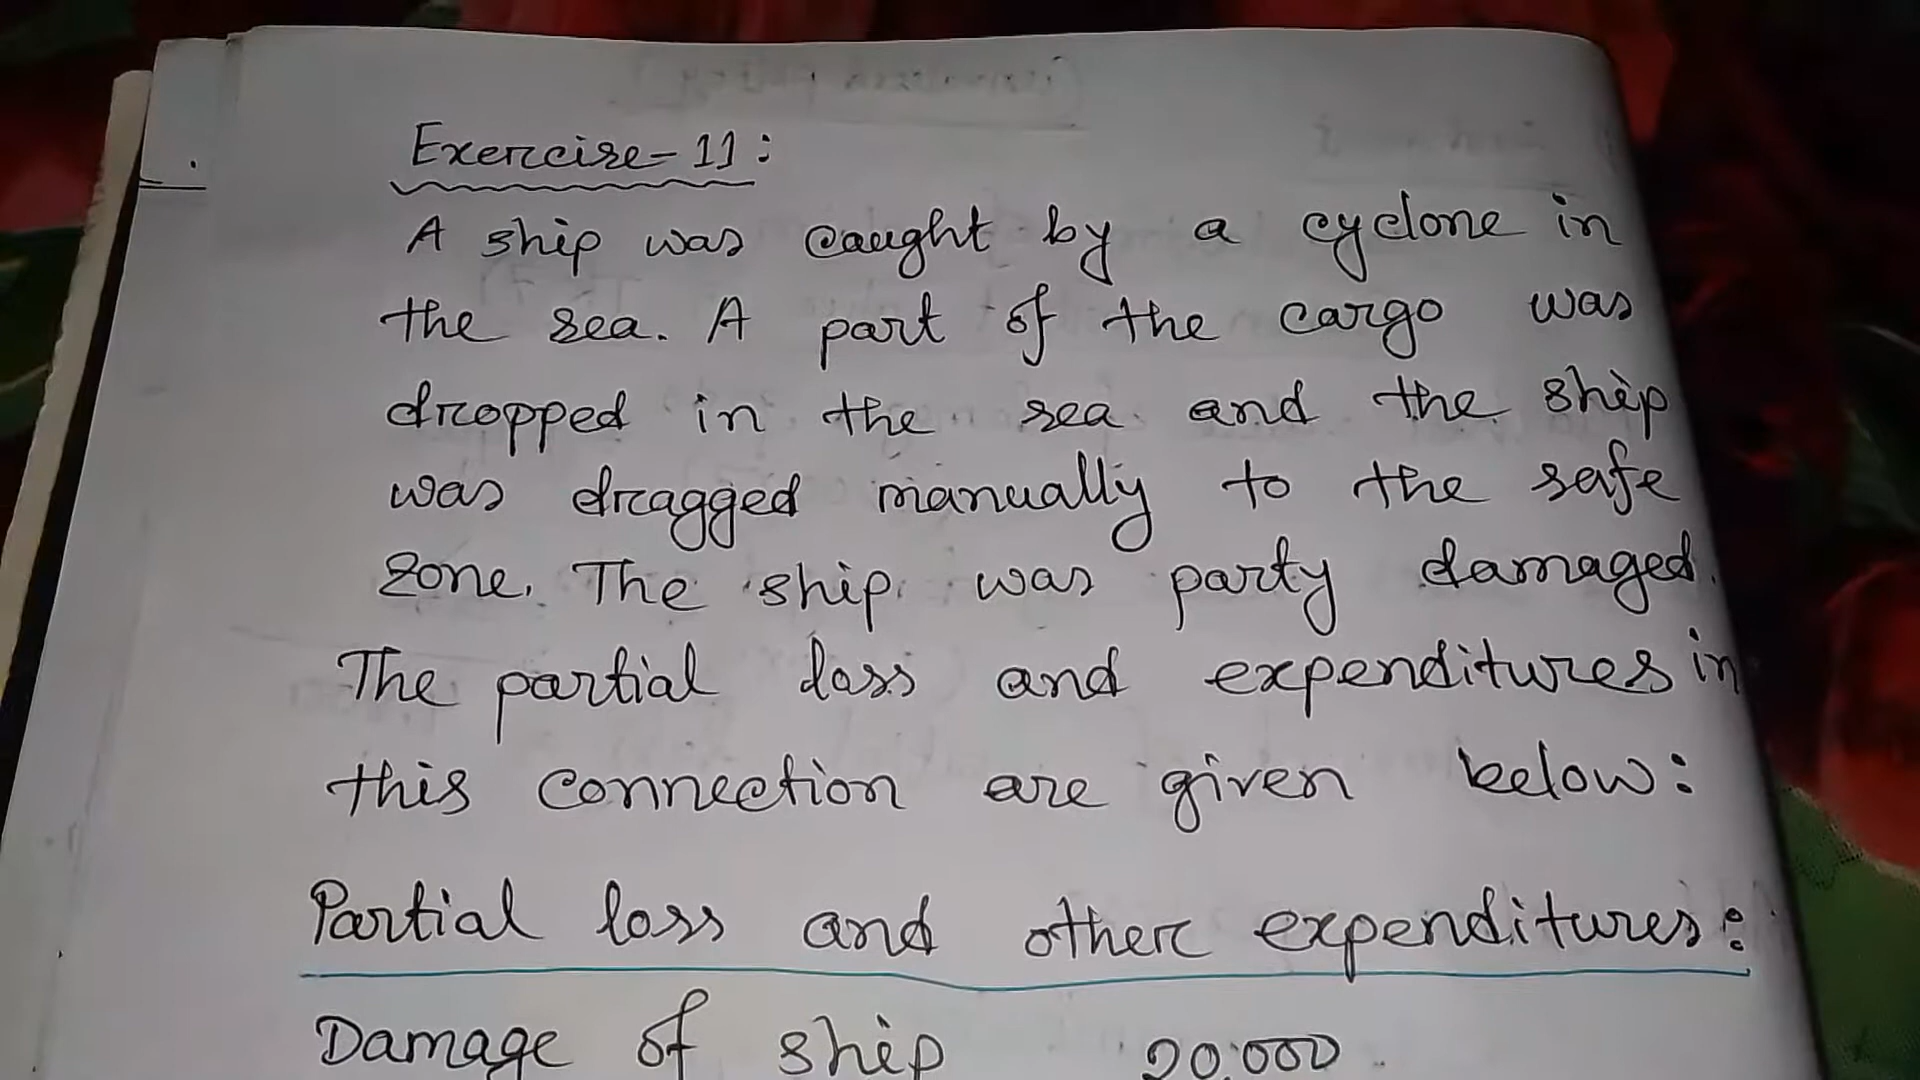 Exercise-11:
A ship was caught by a cyclone in
the sea. A part of the cargo was
dropped in the sea and the ship
was dragged manually to the safe
zone. The ship was party damaged.
The partial loss and expenditures in
this connection are given below:
Partial loss and other expenditures:
Damage of ship 20,000